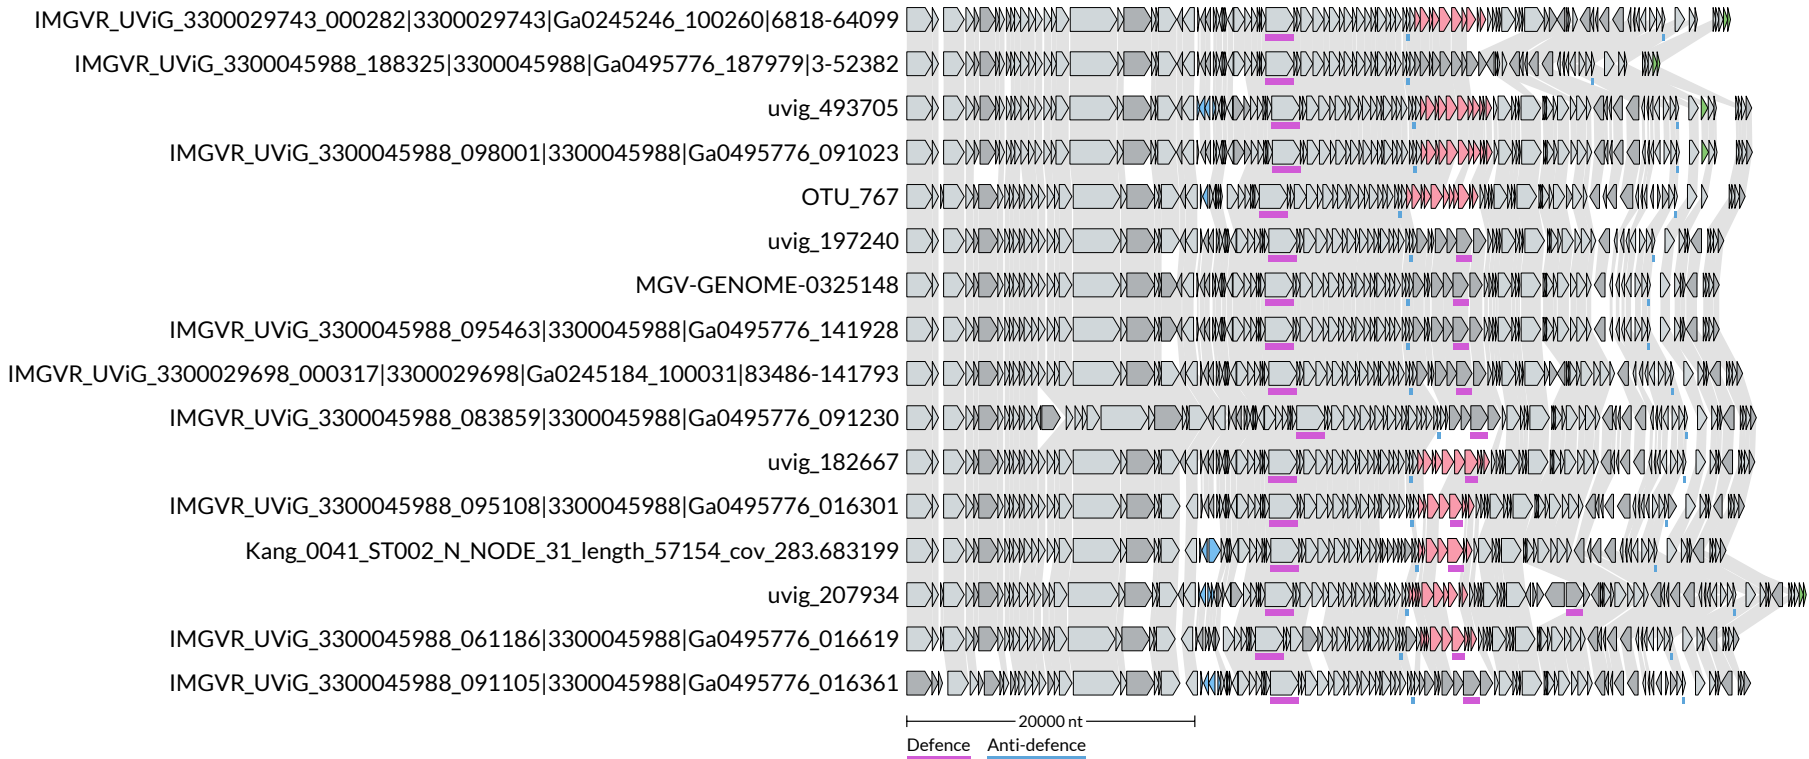 IMGVR_UViG_3300029743_000282|3300029743|Ga0245246_100260|6818-64099
IMGVR_UViG_3300045988_188325|3300045988|Ga0495776_187979|3-52382
uvig_493705
IMGVR_UViG_3300045988_098001|3300045988|Ga0495776_091023
OTU_767
uvig_197240
MGV-GENOME-0325148
IMGVR_UViG_3300045988_095463|3300045988|Ga0495776_141928
IMGVR_UViG_3300029698_000317|3300029698|Ga0245184_100031|83486-141793
IMGVR_UViG_3300045988_083859|3300045988|Ga0495776_091230
uvig_182667
IMGVR_UViG_3300045988_095108|3300045988|Ga0495776_016301
Kang_0041_ST002_N_NODE_31_length_57154_cov_283.683199
uvig_207934
IMGVR_UViG_3300045988_061186|3300045988|Ga0495776_016619
IMGVR_UViG_3300045988_091105|3300045988|Ga0495776_016361
20000 nt
Defence Anti-defence